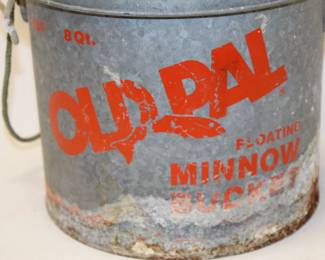 8 Qt.
OLD PAL
®
FLOATING
MINNOW
BUCKET